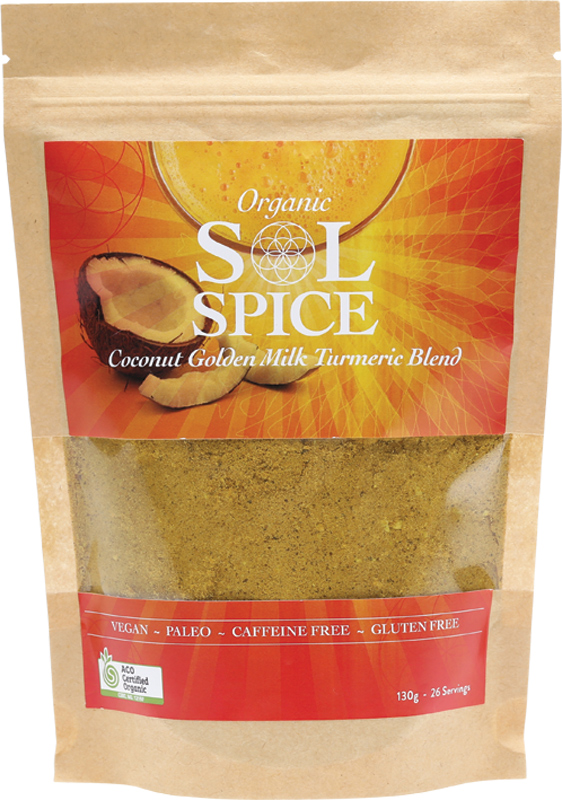 Organic
SOL
SPICE
Coconut Golden Milk Turmeric Blend
VEGAN ~ PALEO ~ CAFFEINE FREE ~ GLUTEN FREE
ACO
Certified
Organic
130g - 26 Servings